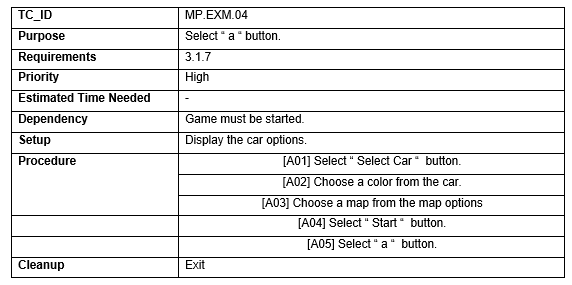 TC_ID MP.EXM.04
Purpose Select “ a “ button.
Requirements 3.1.7
Priority High
Estimated Time Needed -
Dependency Game must be started.
Setup Display the car options.
Procedure [A01] Select “ Select Car “ button.
[A02] Choose a color from the car.
[A03] Choose a map from the map options
[A04] Select “ Start “ button.
[A05] Select “ a “ button.
Cleanup Exit